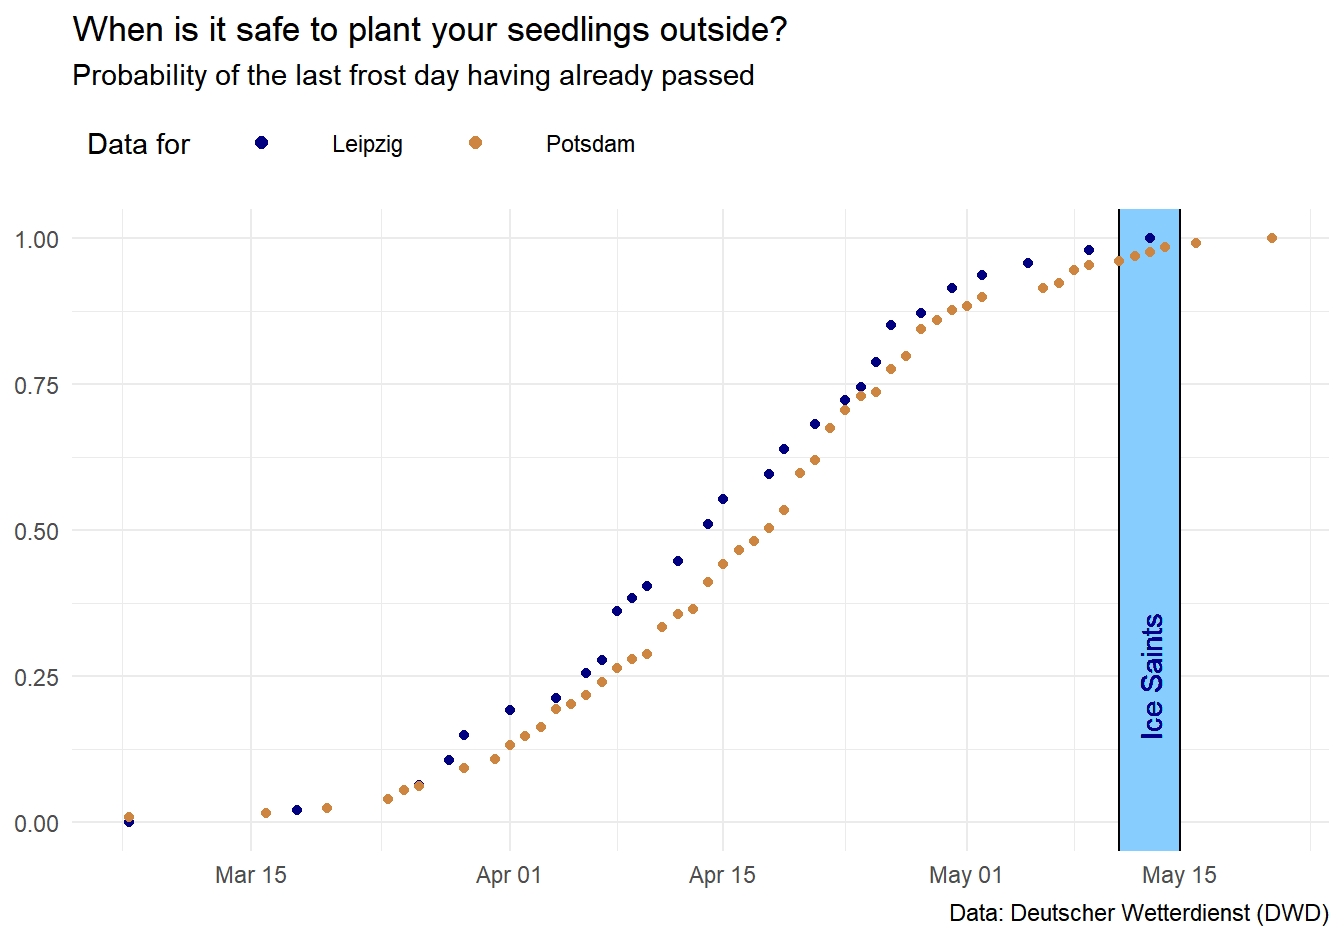 When is it safe to plant your seedlings outside?
Probability of the last frost day having already passed
Data for Leipzig Potsdam
1.00
0.75
0.50
0.25
0.00
Ice Saints
Mar 15 Apr 01 Apr 15 May 01 May 15
Data: Deutscher Wetterdienst (DWD)